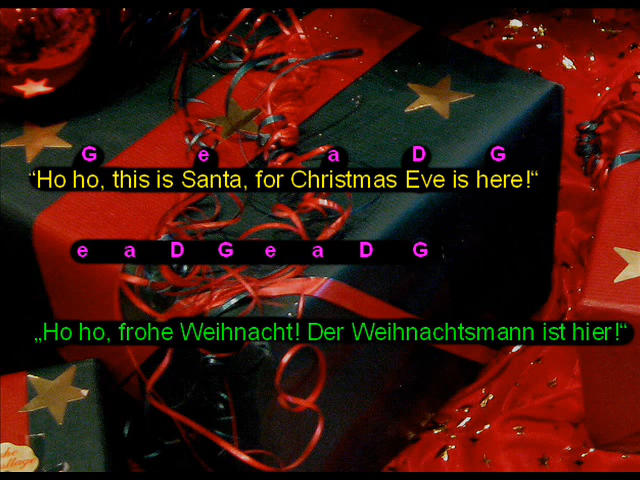 G e a D G
“Ho ho, this is Santa, for Christmas Eve is here!“
e a D G e a D G
„Ho ho, frohe Weihnacht! Der Weihnachtsmann ist hier!“